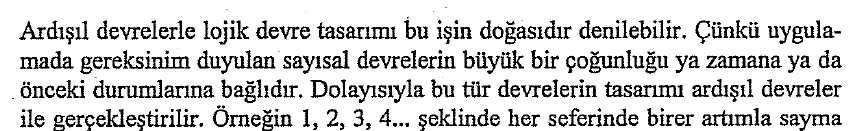 Ardışıl devrelerle lojik devre tasarımı bu işin doğasıdır denilebilir. Çünkü uygula-
mada gereksinim duyulan sayısal devrelerin büyük bir çoğunluğu ya zamana ya da
önceki durumlarına bağlıdır. Dolayısıyla bu tür devrelerin tasarımı ardışıl devreler
ile gerçekleştirilir. Örneğin 1, 2, 3, 4... şeklinde her seferinde birer artımla sayma